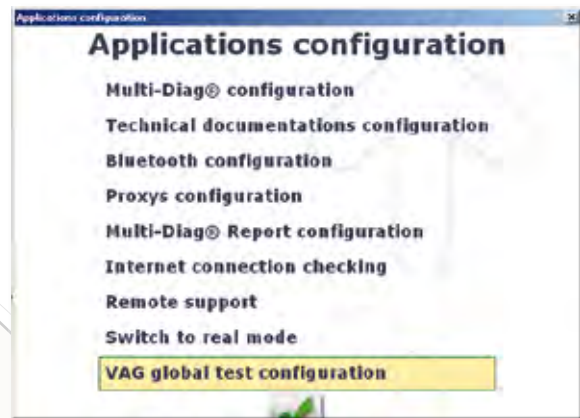 Applications configuration
Applications configuration
Multi-Diag® configuration
Technical documentations configuration
Bluetooth configuration
Proxys configuration
Multi-Diag® Report configuration
Internet connection checking
Remote support
Switch to real mode
VAG global test configuration